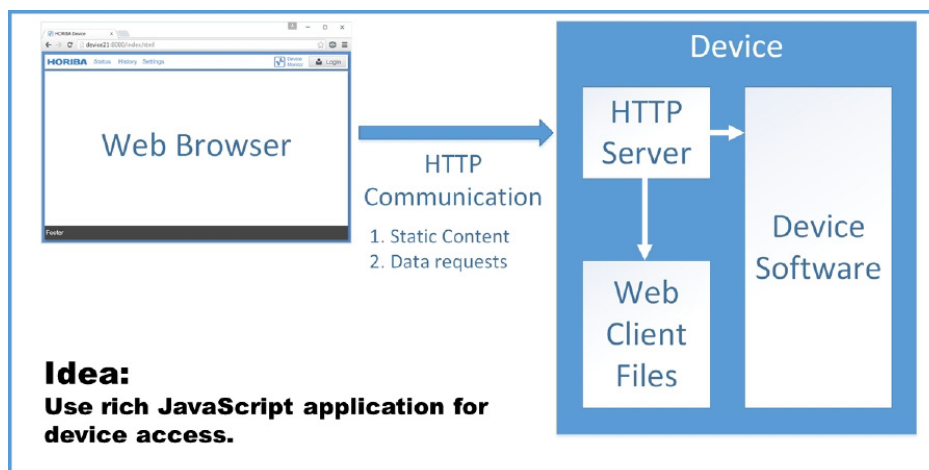 HORIBA Device
device21:8080/index.html
HORIBA Status History Settings Device Monitor Login
Web Browser
Footer
HTTP
Communication
1. Static Content
2. Data requests
Device
HTTP
Server
Web
Client
Files
Device
Software
Idea:
Use rich JavaScript application for
device access.